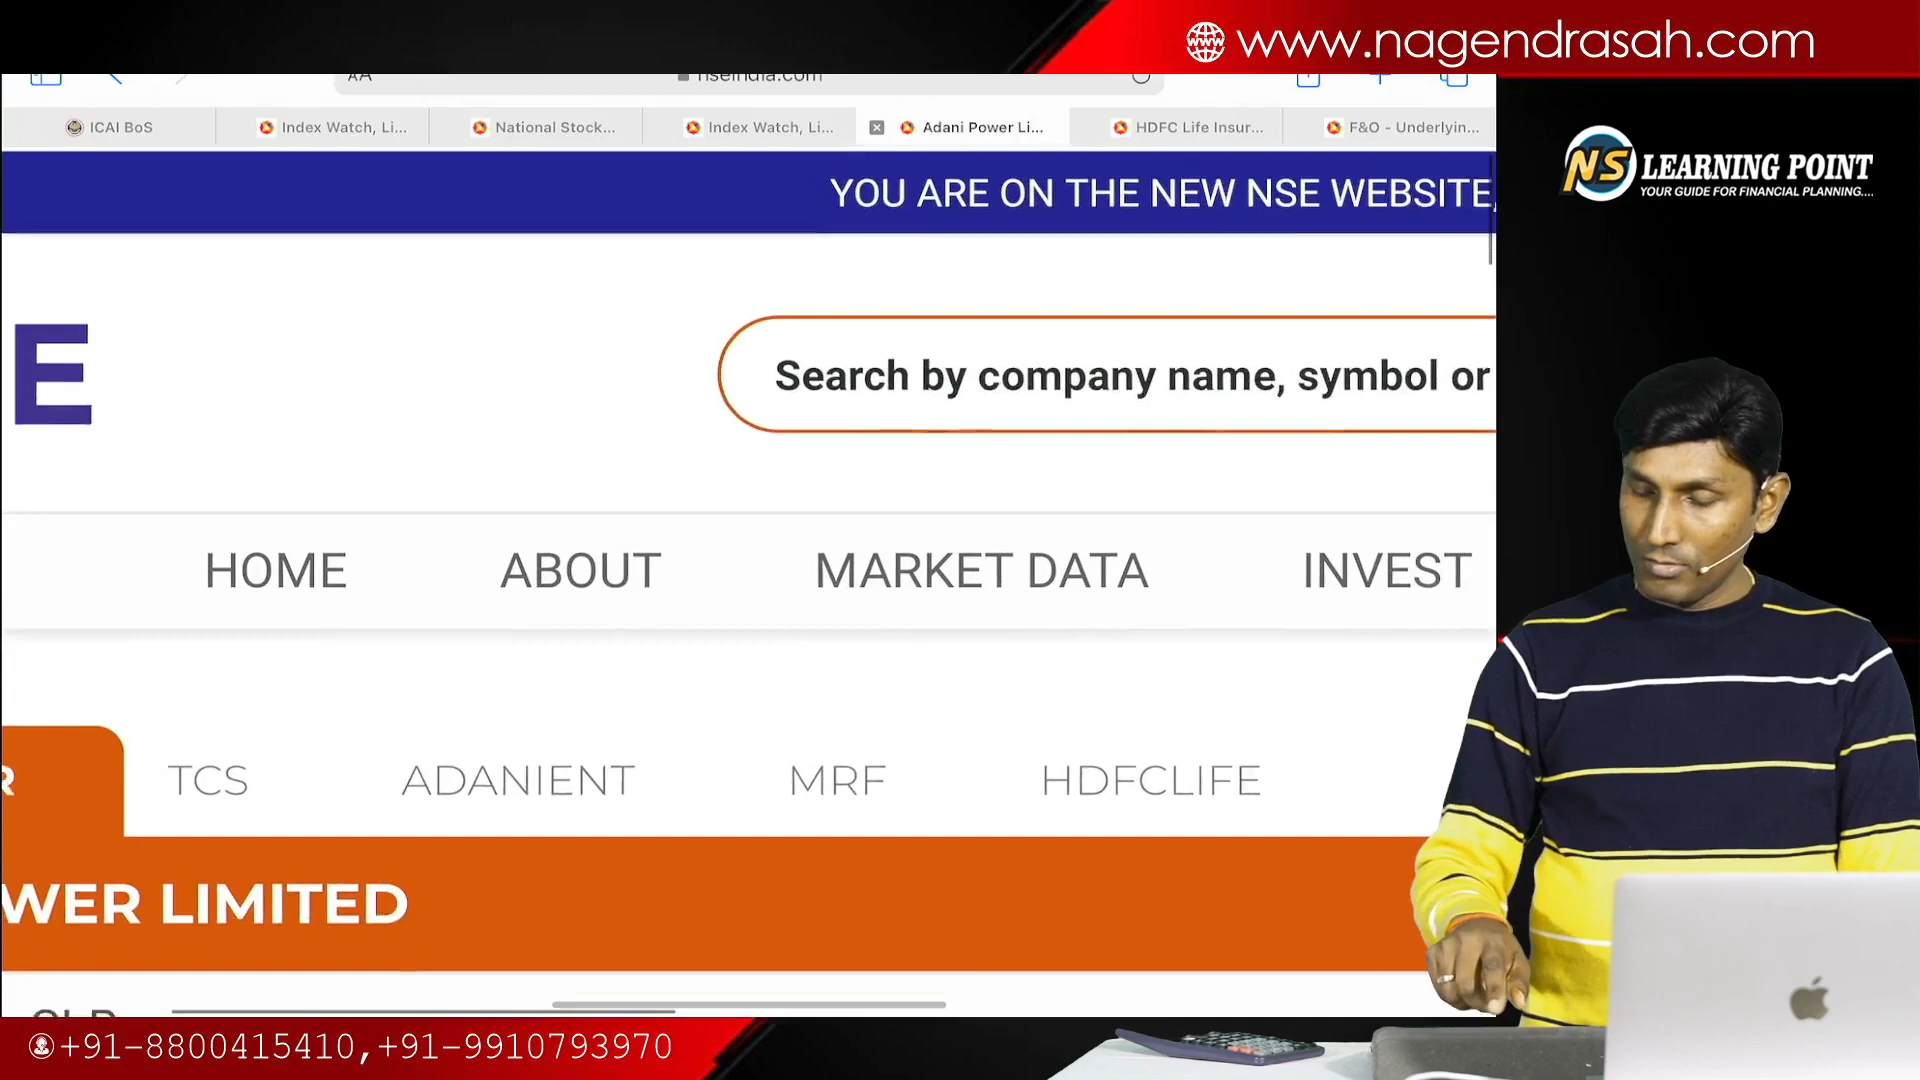 www.nagendrasah.com
AA
nseindia.com
ICAI BoS
Index Watch, Li...
National Stock...
Index Watch, Li...
Adani Power Li...
HDFC Life Insur...
F&O - Underlyin...
YOU ARE ON THE NEW NSE WEBSITE,
NS LEARNING POINT
YOUR GUIDE FOR FINANCIAL PLANNING....
E
Search by company name, symbol or
HOME
ABOUT
MARKET DATA
INVEST
R
TCS
ADANIENT
MRF
HDFCLIFE
WER LIMITED
+91-8800415410,+91-9910793970